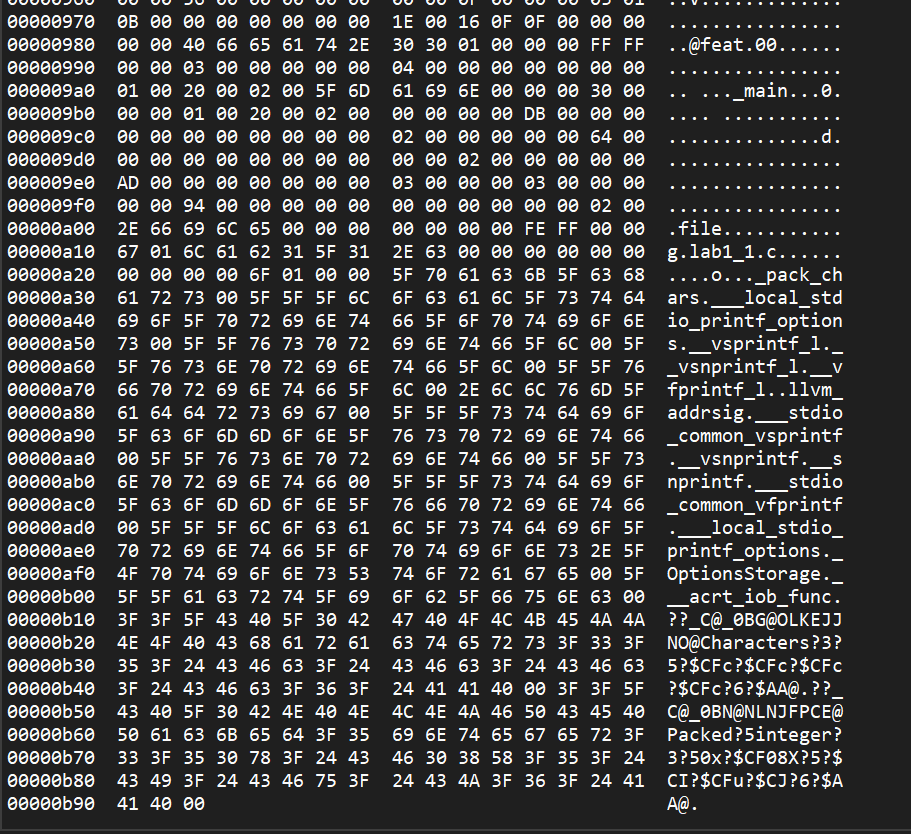 00000970 0B 00 00 00 00 00 00 00 1E 00 16 0F 0F 00 00 00 ................
00000980 00 00 40 66 65 61 74 2E 30 30 01 00 00 00 FF FF ..@feat.00......
00000990 00 00 03 00 00 00 00 00 04 00 00 00 00 00 00 00 ................
000009a0 01 00 20 00 02 00 5F 6D 61 69 6E 00 00 00 30 00 .. ..._main...0.
000009b0 00 00 01 00 20 00 02 00 00 00 00 00 DB 00 00 00 .... ...........
000009c0 00 00 00 00 00 00 00 00 02 00 00 00 00 00 64 00 ..............d.
000009d0 00 00 00 00 00 00 00 00 00 00 02 00 00 00 00 00 ................
000009e0 AD 00 00 00 00 00 00 00 03 00 00 00 03 00 00 00 ................
000009f0 00 00 94 00 00 00 00 00 00 00 00 00 00 00 02 00 ................
00000a00 2E 66 69 6C 65 00 00 00 00 00 00 00 FE FF 00 00 .file...........
00000a10 67 01 6C 61 62 31 5F 31 2E 63 00 00 00 00 00 00 g.lab1_1.c......
00000a20 00 00 00 00 6F 01 00 00 5F 70 61 63 6B 5F 63 68 ....o..._pack_ch
00000a30 61 72 73 00 5F 5F 5F 6C 6F 63 61 6C 5F 73 74 64 ars.___local_std
00000a40 69 6F 5F 70 72 69 6E 74 66 5F 6F 70 74 69 6F 6E io_printf_option
00000a50 73 00 5F 5F 76 73 70 72 69 6E 74 66 5F 6C 00 5F s.__vsprintf_l._
00000a60 5F 76 73 6E 70 72 69 6E 74 66 5F 6C 00 5F 5F 76 _vsnprintf_l.__v
00000a70 66 70 72 69 6E 74 66 5F 6C 00 2E 6C 6C 76 6D 5F fprintf_l..llvm_
00000a80 61 64 64 72 73 69 67 00 5F 5F 5F 73 74 64 69 6F addrsig.___stdio
00000a90 5F 63 6F 6D 6D 6F 6E 5F 76 73 70 72 69 6E 74 66 _common_vsprintf
00000aa0 00 5F 5F 76 73 6E 70 72 69 6E 74 66 00 5F 5F 73 .__vsnprintf.__s
00000ab0 6E 70 72 69 6E 74 66 00 5F 5F 5F 73 74 64 69 6F nprintf.___stdio
00000ac0 5F 63 6F 6D 6D 6F 6E 5F 76 66 70 72 69 6E 74 66 _common_vfprintf
00000ad0 00 5F 5F 5F 6C 6F 63 61 6C 5F 73 74 64 69 6F 5F .___local_stdio_
00000ae0 70 72 69 6E 74 66 5F 6F 70 74 69 6F 6E 73 2E 5F printf_options._
00000af0 4F 70 74 69 6F 6E 73 53 74 6F 72 61 67 65 00 5F OptionsStorage._
00000b00 5F 5F 61 63 72 74 5F 69 6F 62 5F 66 75 6E 63 00 __acrt_iob_func.
00000b10 3F 3F 5F 43 40 5F 30 42 47 40 4F 4C 4B 45 4A 4A ??_C@_0BG@OLKEJJ
00000b20 4E 4F 40 43 68 61 72 61 63 74 65 72 73 3F 33 3F NO@Characters?3?
00000b30 35 3F 24 43 46 63 3F 24 43 46 63 3F 24 43 46 63 5?$CFc?$CFc?$CFc
00000b40 3F 24 43 46 63 3F 36 3F 24 41 41 40 00 3F 3F 5F ?$CFc?6?$AA@.??_
00000b50 43 40 5F 30 42 4E 40 4E 4C 4E 4A 46 50 43 45 40 C@_0BN@NLNJFPCE@
00000b60 50 61 63 6B 65 64 3F 35 69 6E 74 65 67 65 72 3F Packed?5integer?
00000b70 33 3F 35 30 78 3F 24 43 46 30 38 58 3F 35 3F 24 3?50x?$CF08X?5?$
00000b80 43 49 3F 24 43 46 75 3F 24 43 4A 3F 36 3F 24 41 CI?$CFu?$CJ?6?$A
00000b90 41 40 00 A@.